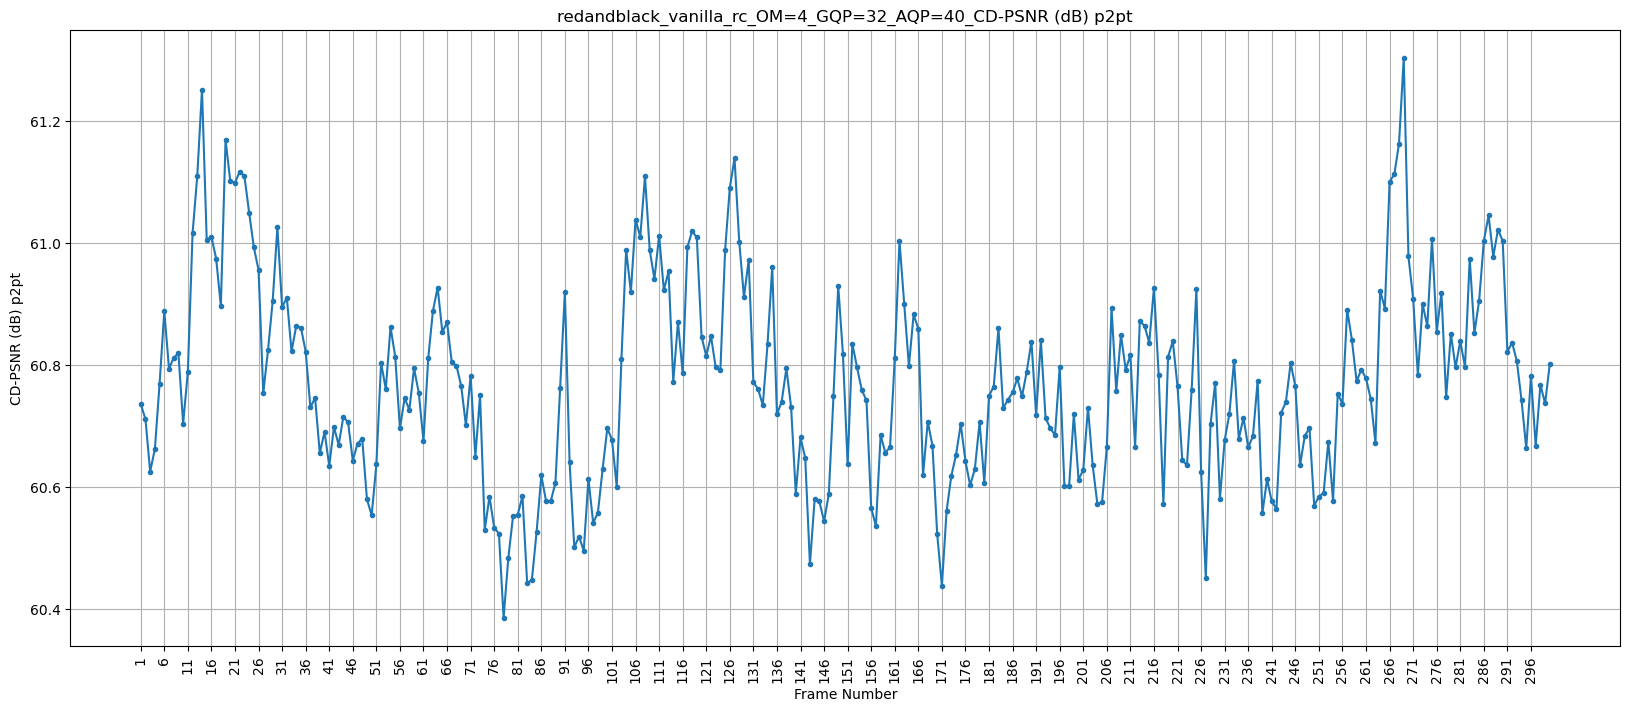 redandblack_vanilla_rc_OM=4_GQP=32_AQP=40_CD-PSNR (dB) p2pt
CD-PSNR (dB) p2pt
61.2
61.0
60.8
60.6
60.4
1 6 11 16 21 26 31 36 41 46 51 56 61 66 71 76 81 86 91 96 101 106 111 116 121 126 131 136 141 146 151 156 161 166 171 176 181 186 191 196 201 206 211 216 221 226 231 236 241 246 251 256 261 266 271 276 281 286 291 296
Frame Number